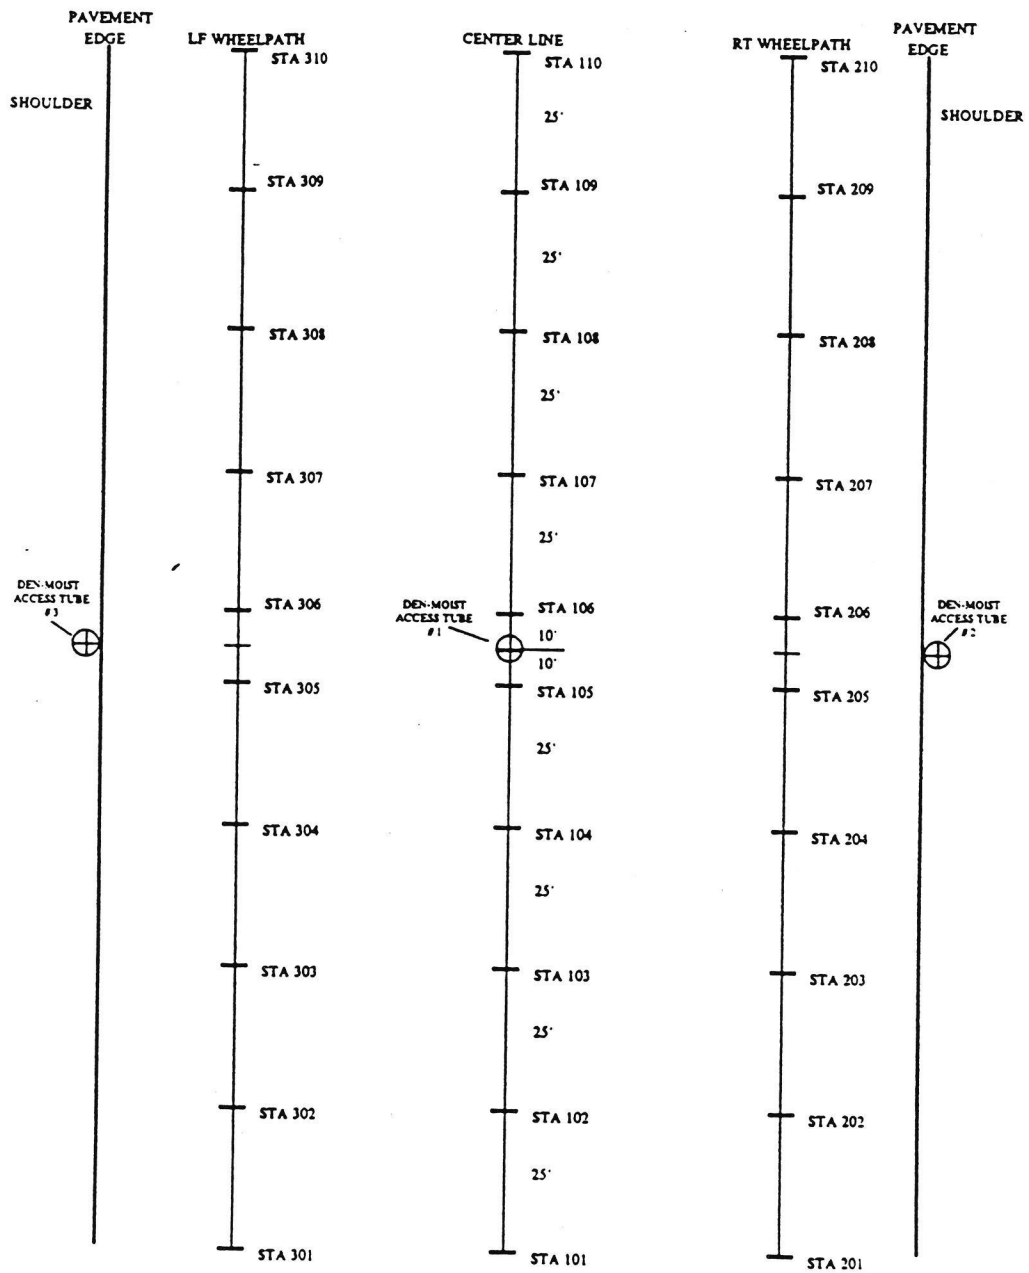 PAVEMENT
EDGE
LF WHEELPATH
CENTER LINE
RT WHEELPATH
PAVEMENT
EDGE
STA 310
STA 110
STA 210
SHOULDER
25'
SHOULDER
STA 309
STA 109
STA 209
25'
STA 308
STA 108
STA 208
25'
STA 307
STA 107
STA 207
25'
DEN-MOIST
ACCESS TUBE
#3
STA 306
DEN-MOIST
ACCESS TUBE
#1
STA 106
10'
10'
STA 206
DEN-MOIST
ACCESS TUBE
#2
STA 305
STA 105
STA 205
25'
STA 304
STA 104
STA 204
25'
STA 303
STA 103
STA 203
25'
STA 302
STA 102
STA 202
25'
STA 301
STA 101
STA 201